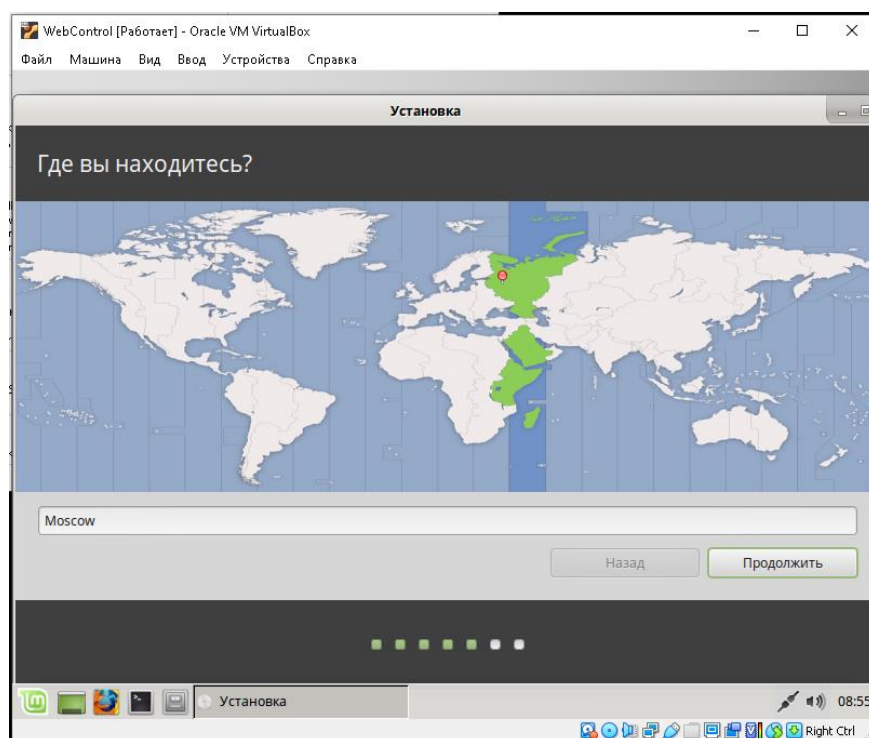 WebControl [Работает] - Oracle VM VirtualBox
Файл Машина Вид Ввод Устройства Справка
Установка
Где вы находитесь?
Moscow
Назад Продолжить
Установка 08:55
Right Ctrl